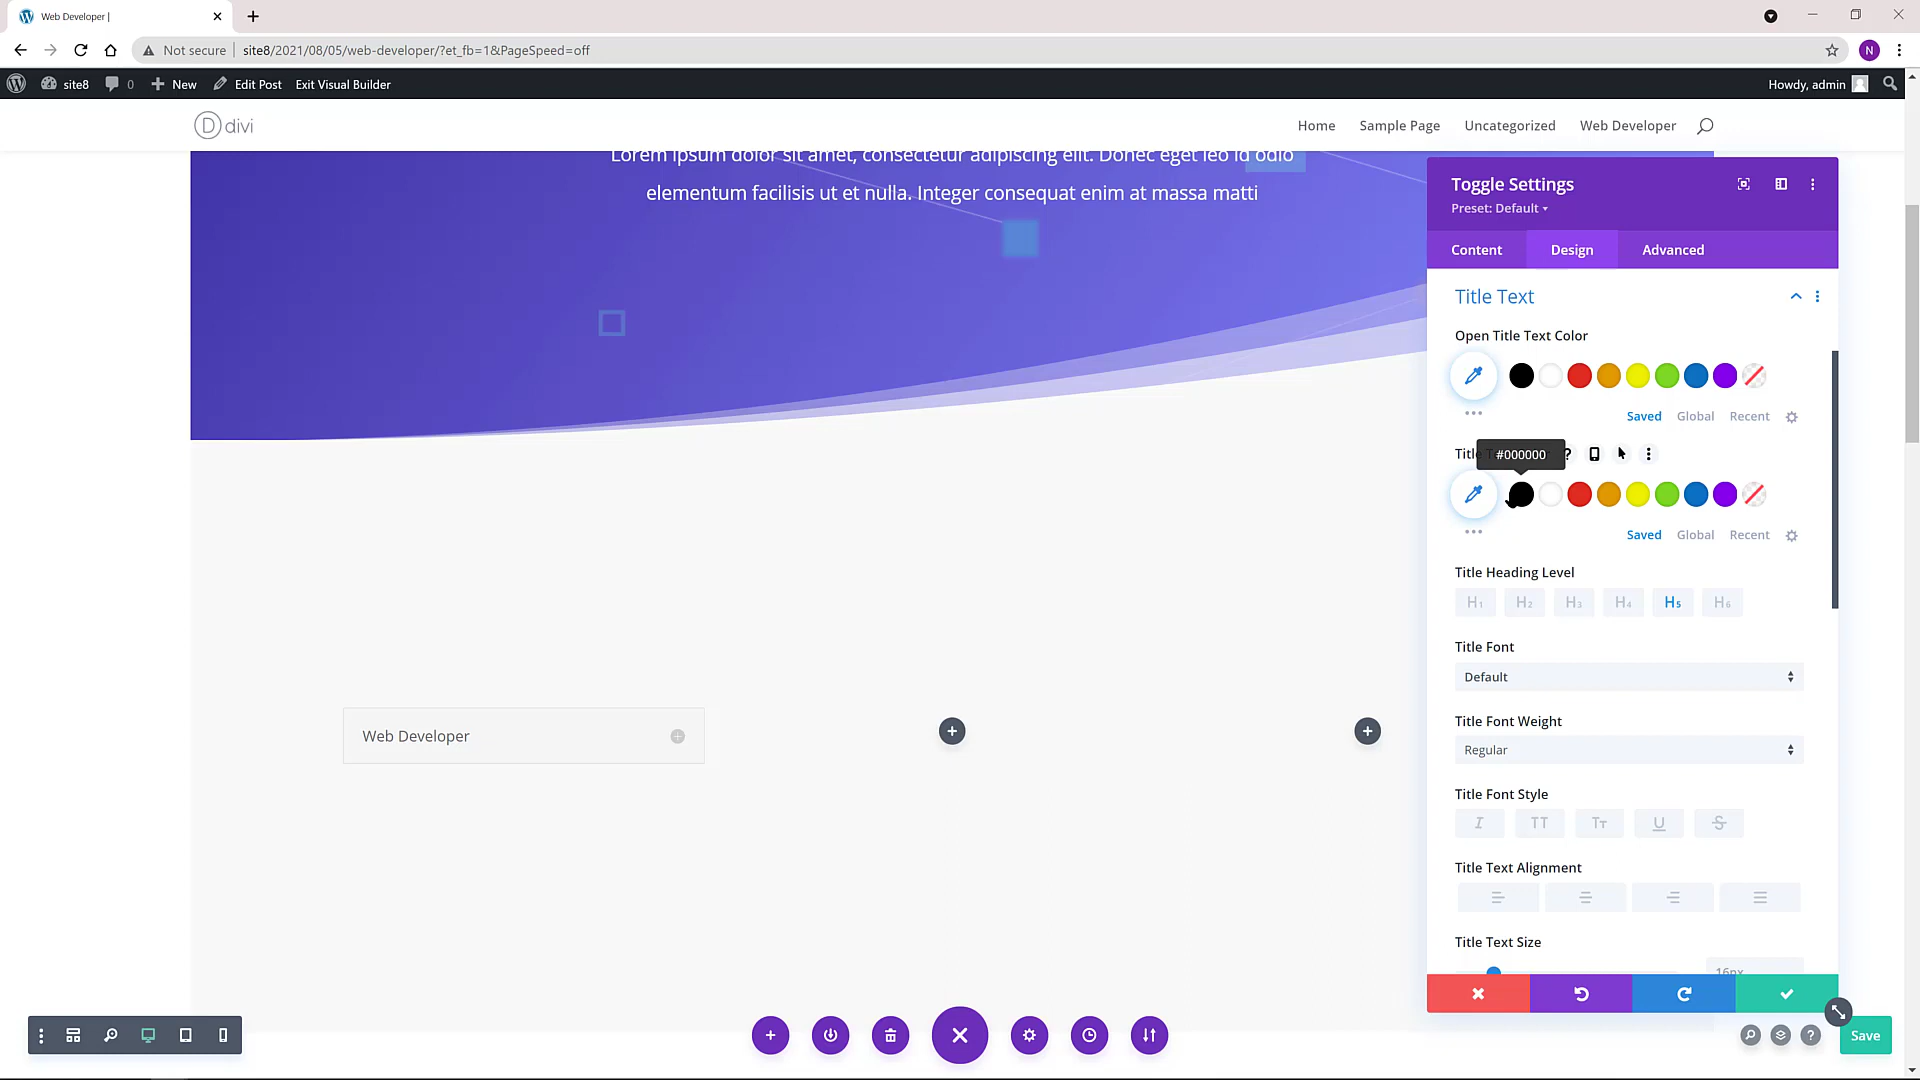 Web Developer |
Not secure
site8/2021/08/05/web-developer/?et_fb=1&PageSpeed=off
N
site8
0
New
Edit Post
Exit Visual Builder
Howdy, admin
D divi
Home
Sample Page
Uncategorized
Web Developer
Lorem ipsum dolor sit amet, consectetur adipiscing elit. Donec eget leo id odio
elementum facilisis ut et nulla. Integer consequat enim at massa matti
Toggle Settings
Preset: Default
Content
Design
Advanced
Title Text
Open Title Text Color
Saved
Global
Recent
#000000
?
Saved
Global
Recent
Title Heading Level
H1
H2
H3
H4
H5
H6
Title Font
Default
Title Font Weight
Regular
Title Font Style
I
TT
Tт
U
S
Title Text Alignment
Title Text Size
16px
Web Developer
?
Save